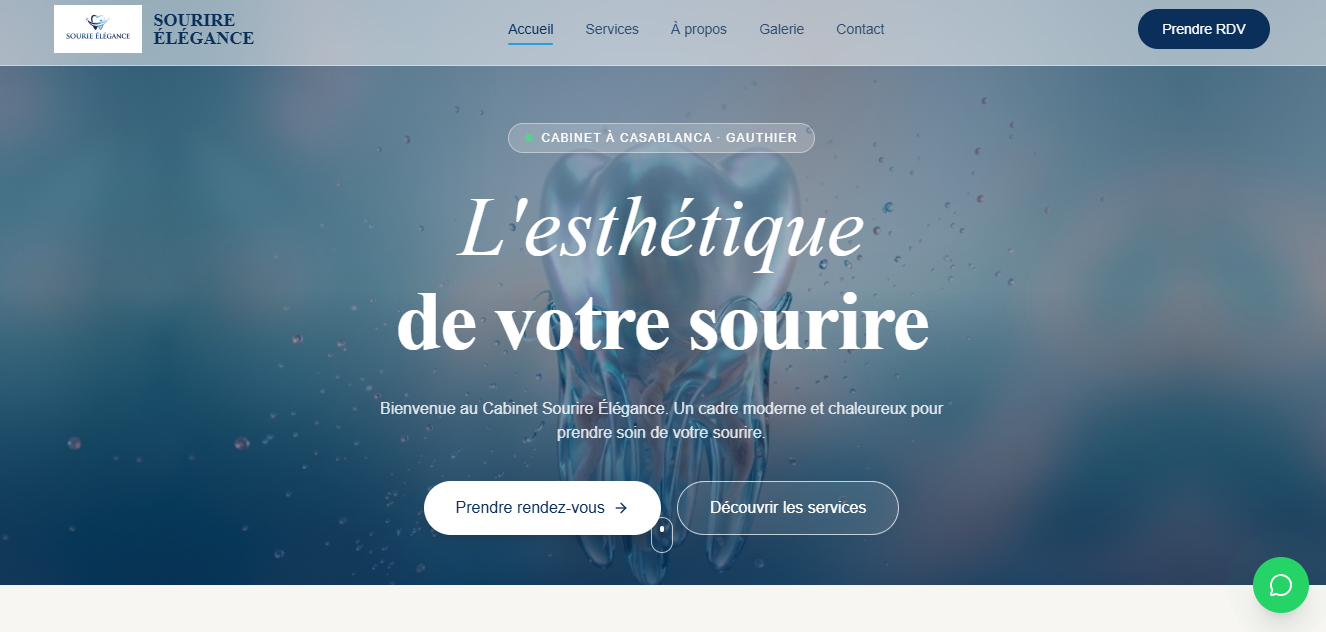 SOURIE ÉLÉGANCE
SOURIRE
ÉLÉGANCE
Accueil
Services
À propos
Galerie
Contact
Prendre RDV
CABINET À CASABLANCA · GAUTHIER
L'esthétique
de votre sourire
Bienvenue au Cabinet Sourire Élégance. Un cadre moderne et chaleureux pour
prendre soin de votre sourire.
Prendre rendez-vous →
Découvrir les services